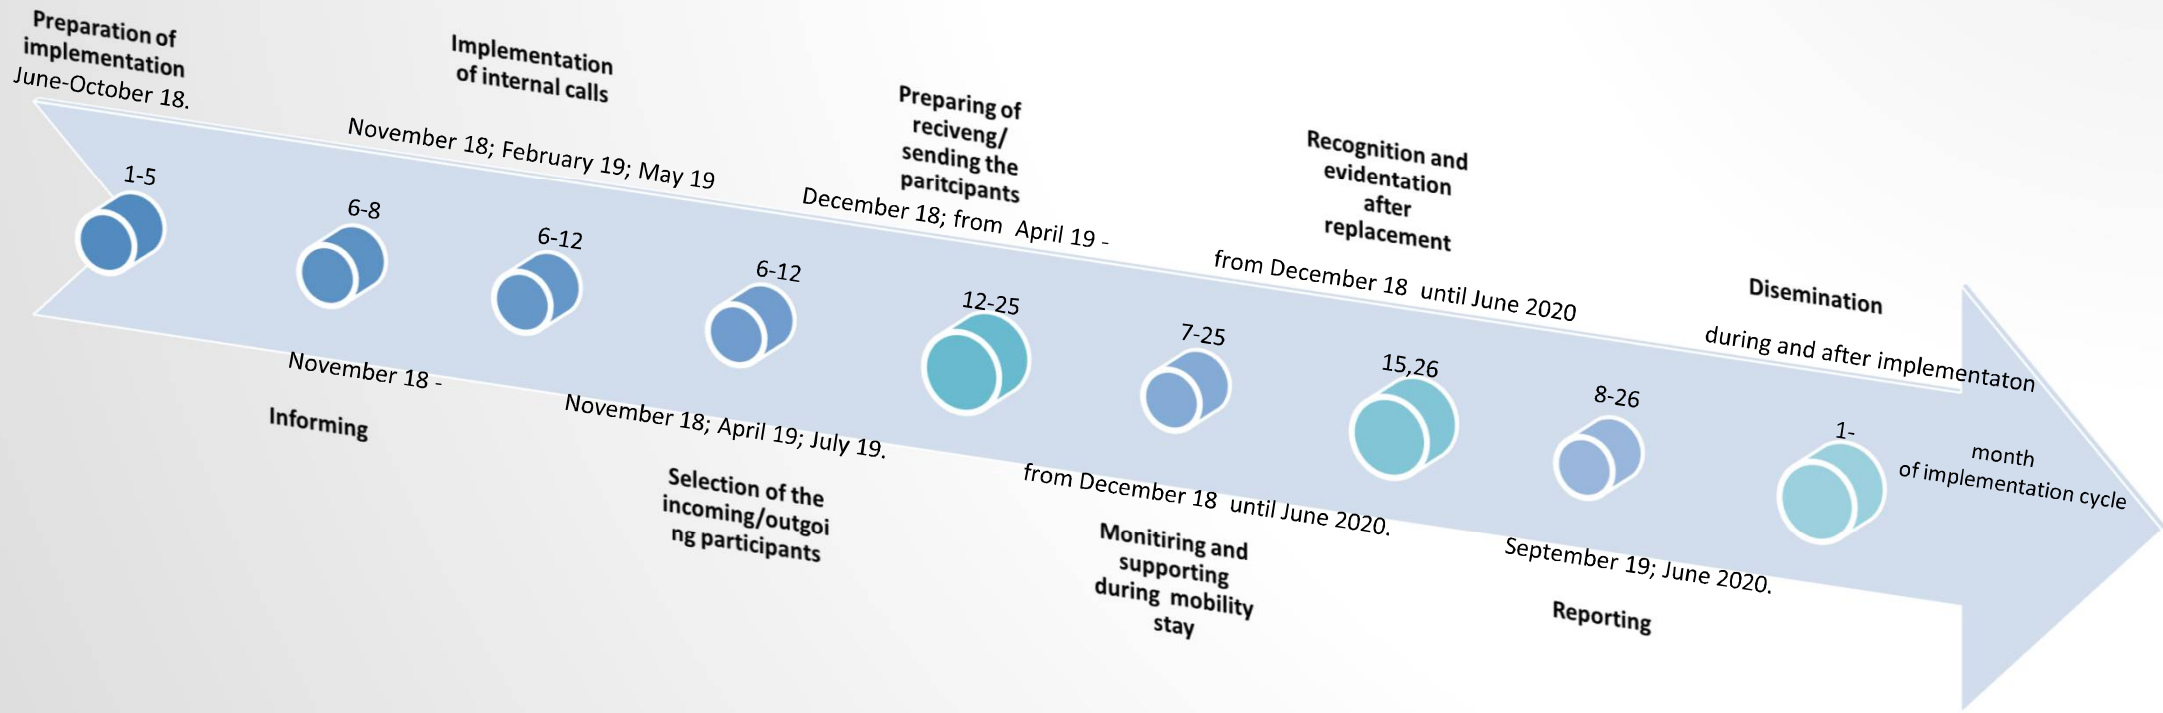 Preparation of
implementation
June-October 18.
Implementation
of internal calls
November 18; February 19; May 19
Preparing of
reciveng/
sending the
paritcipants
December 18; from  April 19 -
Recognition and
evidentation
after
replacement
from December 18  until June 2020
Disemination
during and after implementaton
1-5
6-8
6-12
6-12
12-25
7-25
15,26
8-26
1-
month
of implementation cycle
November 18 -
Informing
November 18; April 19; July 19.
Selection of the
incoming/outgoi
ng participants
from December 18  until June 2020.
Monitiring and
supporting
during  mobility
stay
September 19; June 2020.
Reporting